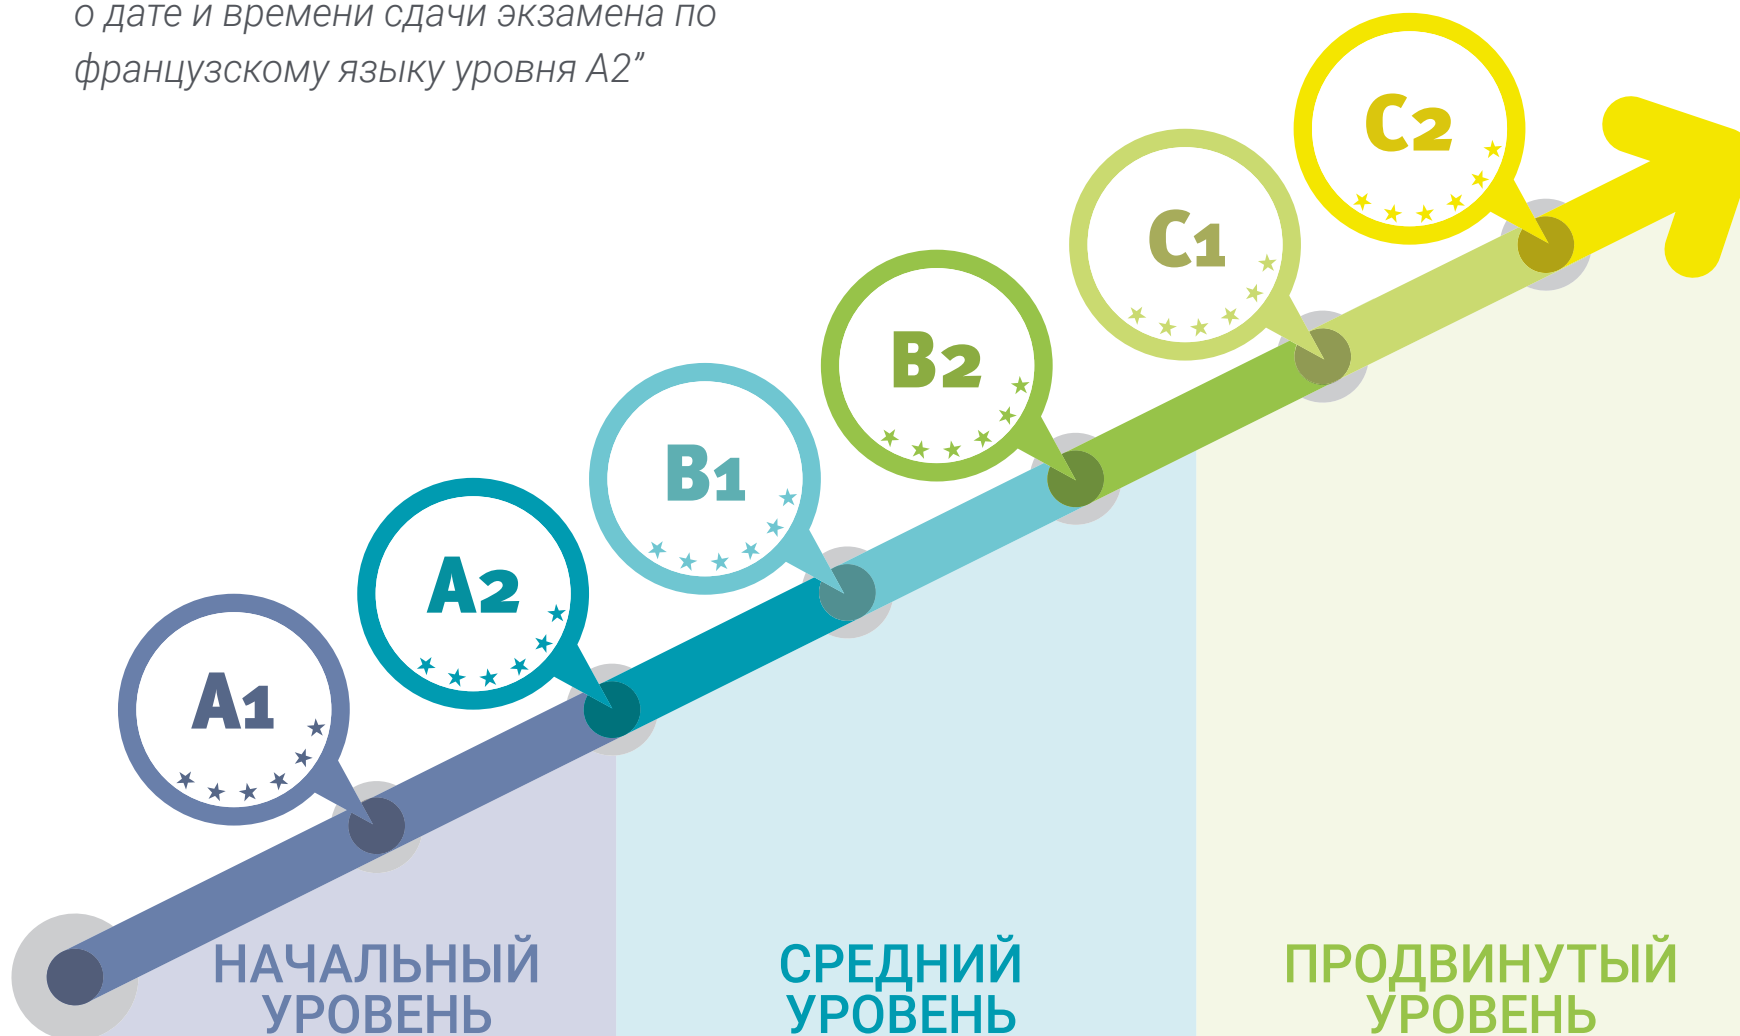 о дате и времени сдачи экзамена по
французскому языку уровня А2”
C2
C1
B2
B1
A2
A1
НАЧАЛЬНЫЙ
УРОВЕНЬ
СРЕДНИЙ
УРОВЕНЬ
ПРОДВИНУТЫЙ
УРОВЕНЬ